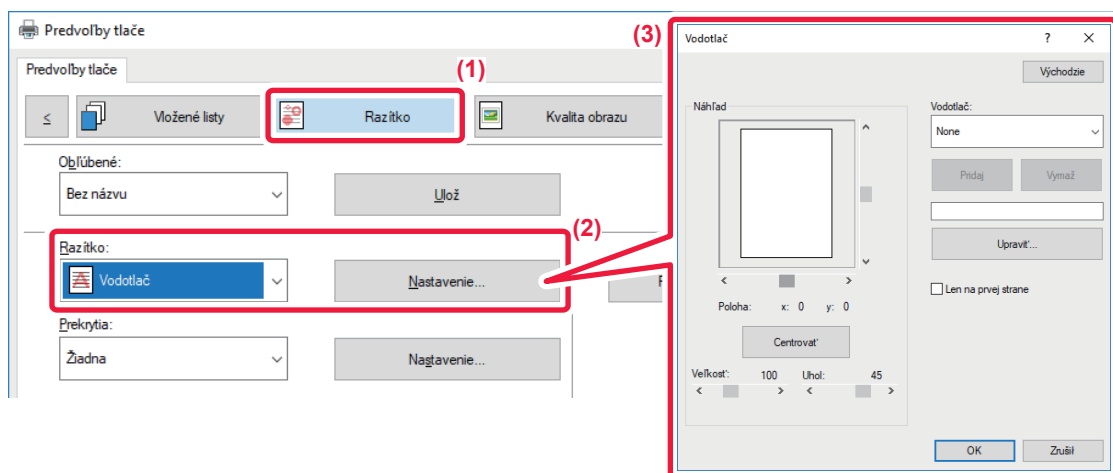 Predvoľby tlače
Predvoľby tlače
(1)
≤
Vložené listy
Razítko
Kvalita obrazu
Obľúbené:
Bez názvu
Ulož
(2)
Razítko:
Vodotlač
Nastavenie...
Prekrytia:
Žiadna
Nastavenie...
(3)
Vodotlač
?
Východzie
Náhľad
Vodotlač:
None
Pridaj
Vymaž
Upraviť...
Len na prvej strane
Poloha: x: 0 y: 0
Centrovať
Veľkosť: 100 Uhol: 45
OK
Zrušiť